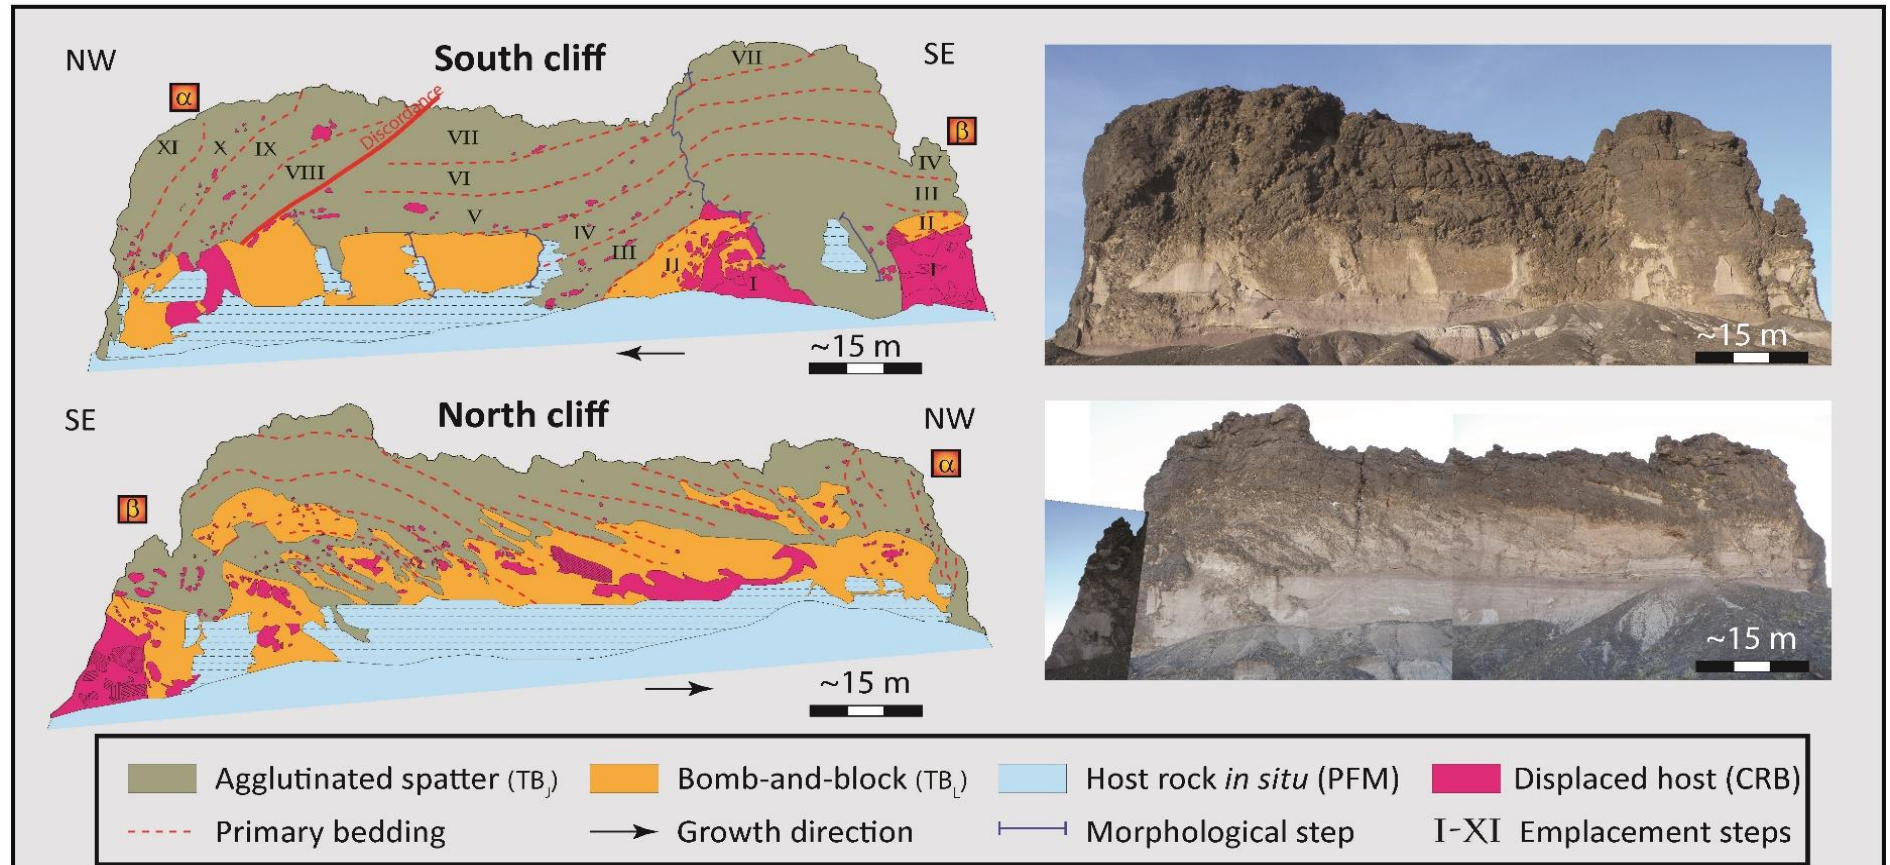 NW
South cliff
SE
α
β
Discordance
XI
X
IX
VIII
VII
VII
VI
V
IV
III
II
I
IV
III
II
I
~15 m
~15 m
SE
North cliff
NW
β
α
~15 m
~15 m
Agglutinated spatter (TBJ)
Bomb-and-block (TBL)
Host rock in situ (PFM)
Displaced host (CRB)
Primary bedding
Growth direction
Morphological step
I-XI Emplacement steps